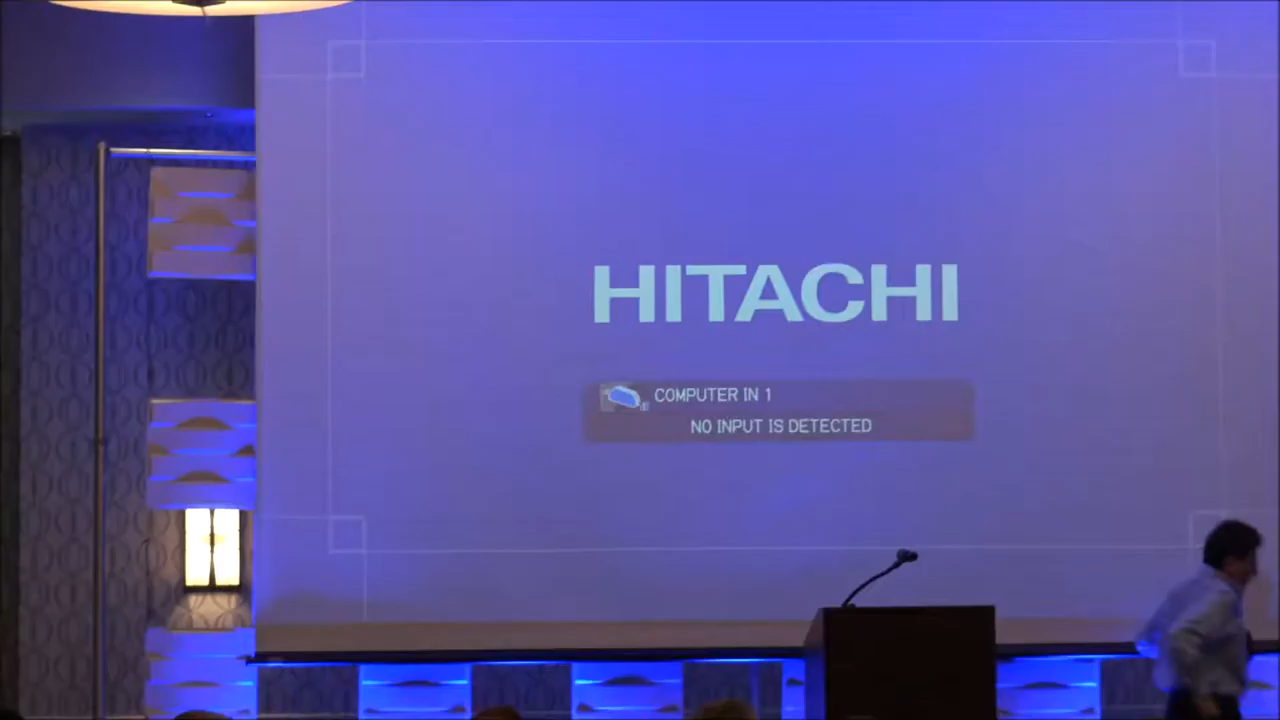 HITACHI
COMPUTER IN 1
NO INPUT IS DETECTED